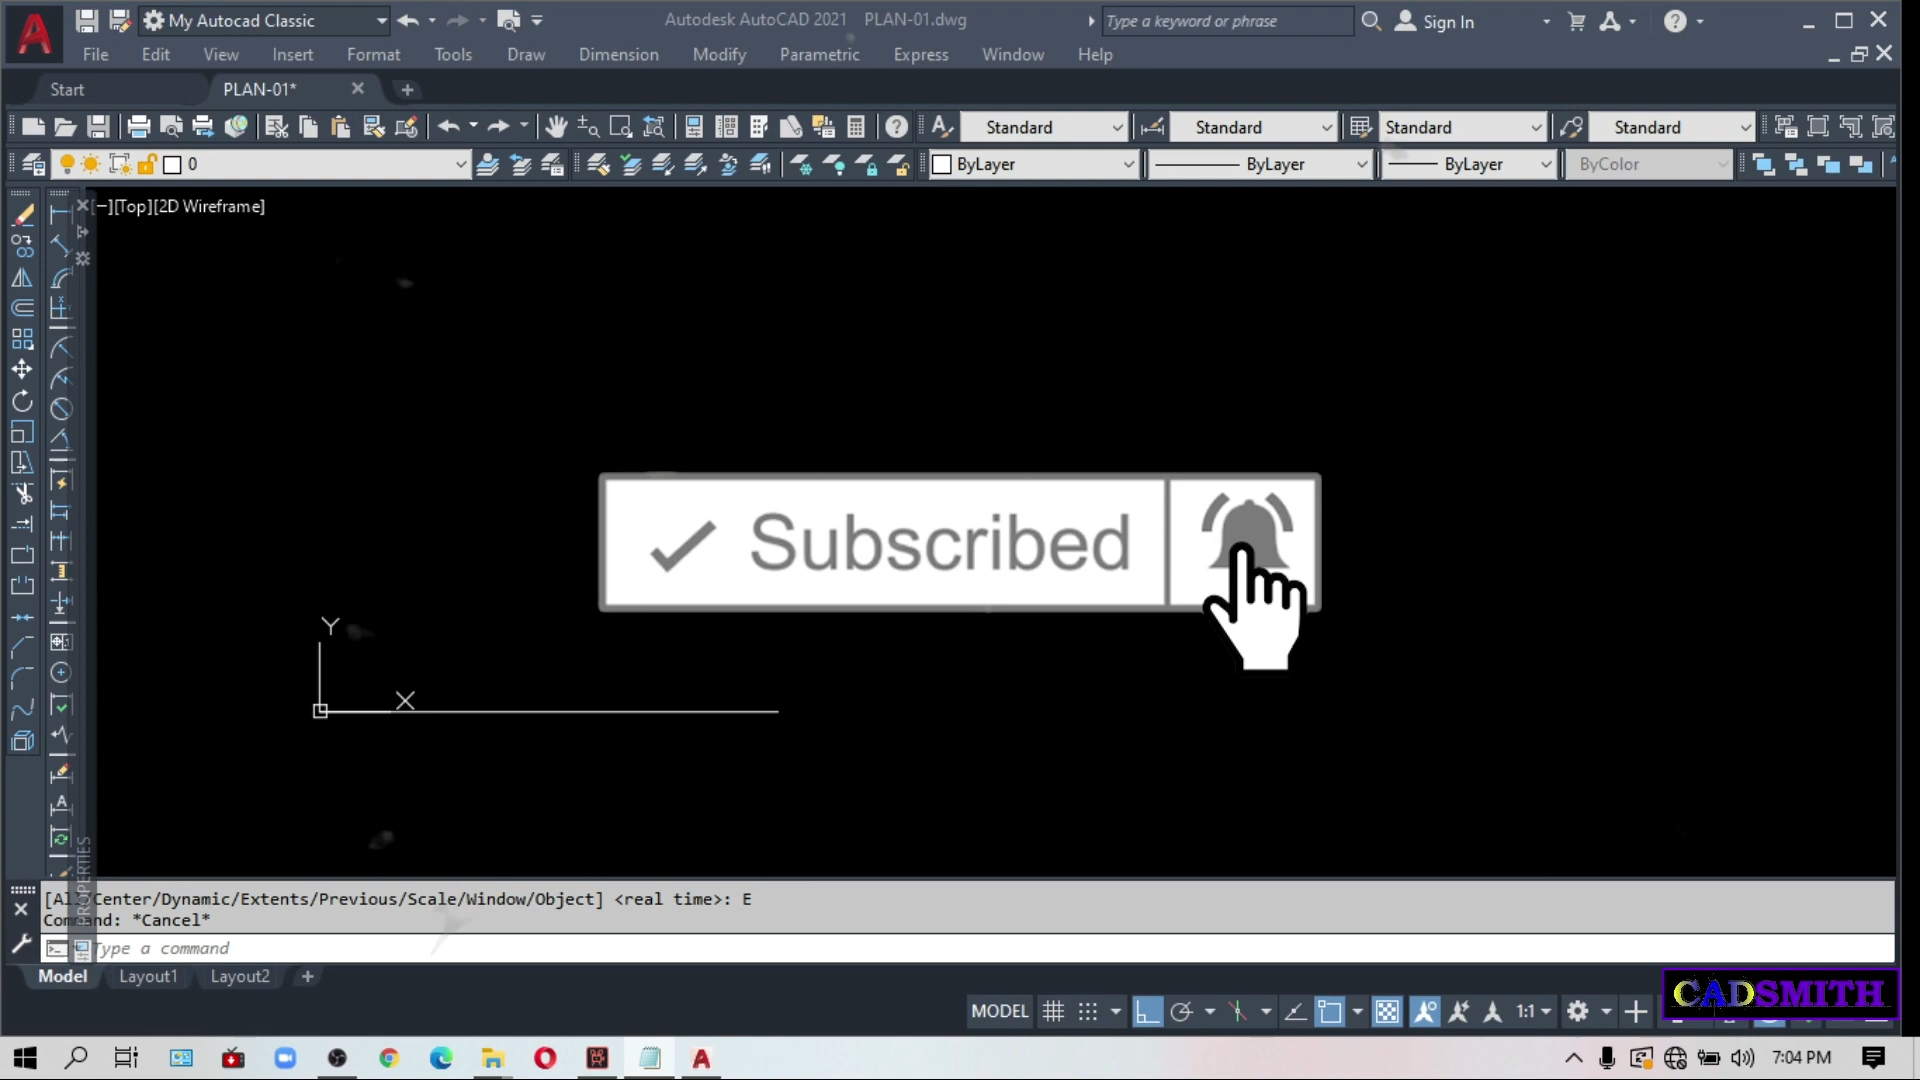 My Autocad Classic
Autodesk AutoCAD 2021 PLAN-01.dwg
Type a keyword or phrase
Sign In
File Edit View Insert Format Tools Draw Dimension Modify Parametric Express Window Help
Start
PLAN-01*
Standard
Standard
Standard
Standard
0
ByLayer
ByLayer
ByLayer
ByColor
[−][Top][2D Wireframe]
Subscribed
Y
X
PROPERTIES
[All/Center/Dynamic/Extents/Previous/Scale/Window/Object] <real time>: E
Command: *Cancel*
Type a command
Model Layout1 Layout2
CADSMITH
MODEL
1:1
7:04 PM